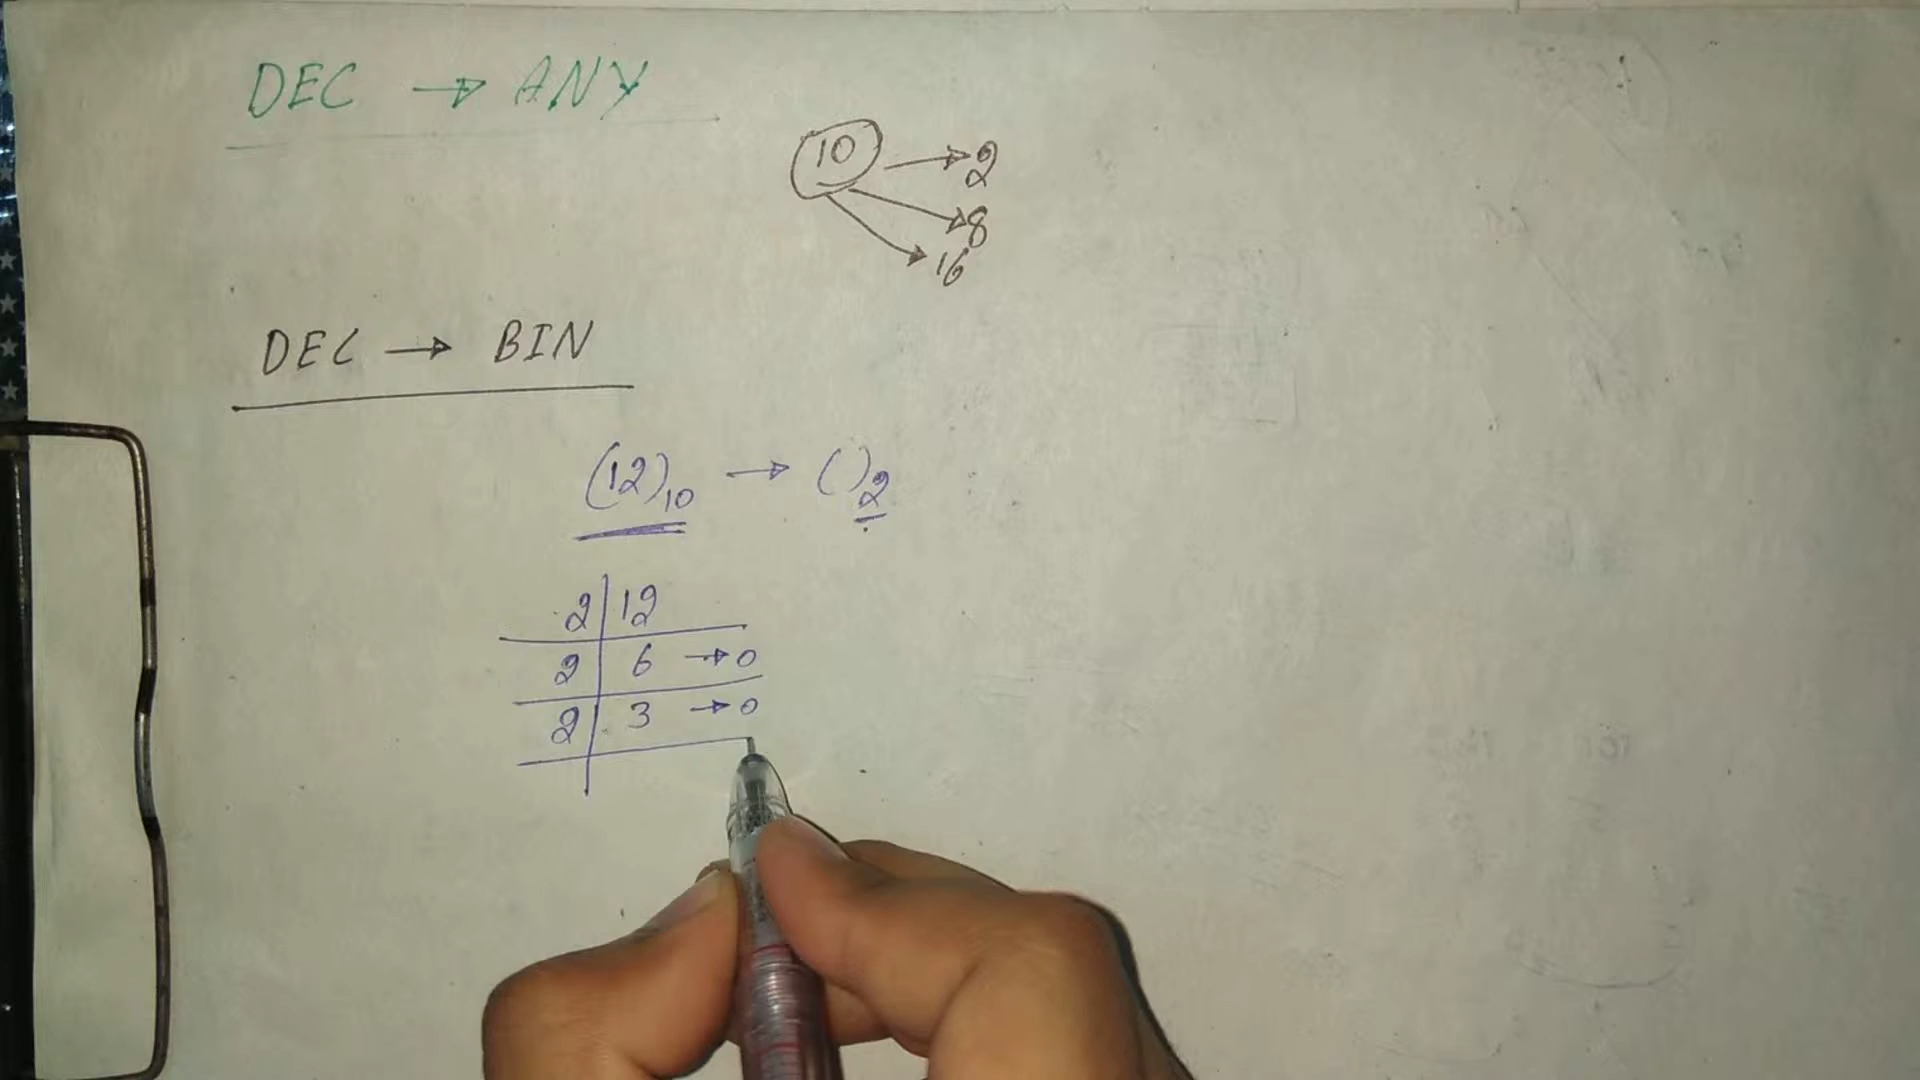 DEC → ANY
10 → 2
→ 8
→ 16
DEC → BIN
(12)10 → ( )2
2 | 12
2 | 6 → 0
2 | 3 → 0